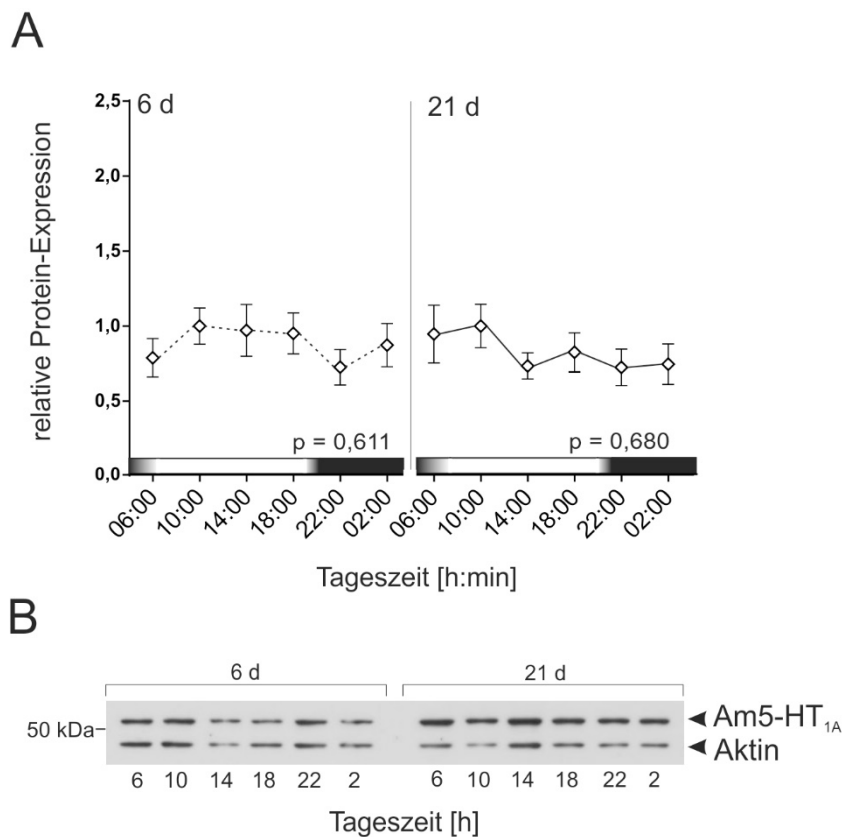 A
relative Protein-Expression
2,5
2,0
1,5
1,0
0,5
0,0
6 d
21 d
p = 0,611
p = 0,680
06:00 10:00 14:00 18:00 22:00 02:00 06:00 10:00 14:00 18:00 22:00 02:00
Tageszeit [h:min]
B
6 d 21 d
50 kDa
Am5-HT1A
Aktin
6 10 14 18 22 2 6 10 14 18 22 2
Tageszeit [h]